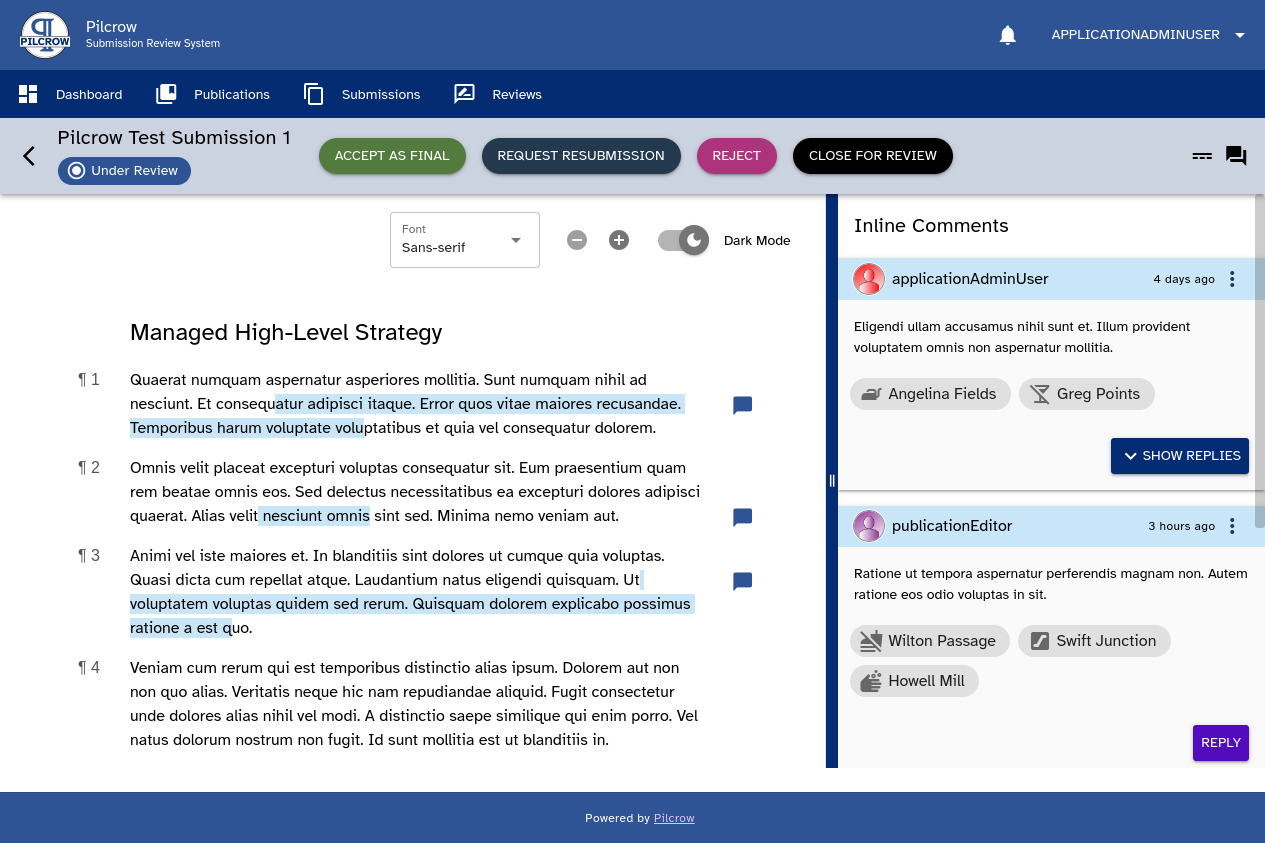 PILCROW
Pilcrow
Submission Review System
APPLICATIONADMINUSER
Dashboard
Publications
Submissions
Reviews
Pilcrow Test Submission 1
Under Review
ACCEPT AS FINAL
REQUEST RESUBMISSION
REJECT
CLOSE FOR REVIEW
Font
Sans-serif
Dark Mode
Managed High-Level Strategy
¶ 1
Quaerat numquam aspernatur asperiores mollitia. Sunt numquam nihil ad
nesciunt. Et consequatur adipisci itaque. Error quos vitae maiores recusandae.
Temporibus harum voluptate voluptatibus et quia vel consequatur dolorem.
¶ 2
Omnis velit placeat excepturi voluptas consequatur sit. Eum praesentium quam
rem beatae omnis eos. Sed delectus necessitatibus ea excepturi dolores adipisci
quaerat. Alias velit nesciunt omnis sint sed. Minima nemo veniam aut.
¶ 3
Animi vel iste maiores et. In blanditiis sint dolores ut cumque quia voluptas.
Quasi dicta cum repellat atque. Laudantium natus eligendi quisquam. Ut
voluptatem voluptas quidem sed rerum. Quisquam dolorem explicabo possimus
ratione a est quo.
¶ 4
Veniam cum rerum qui est temporibus distinctio alias ipsum. Dolorem aut non
non quo alias. Veritatis neque hic nam repudiandae aliquid. Fugit consectetur
unde dolores alias nihil vel modi. A distinctio saepe similique qui enim porro. Vel
natus dolorum nostrum non fugit. Id sunt mollitia est ut blanditiis in.
Inline Comments
applicationAdminUser
4 days ago
Eligendi ullam accusamus nihil sunt et. Illum provident
voluptatem omnis non aspernatur mollitia.
Angelina Fields
Greg Points
SHOW REPLIES
publicationEditor
3 hours ago
Ratione ut tempora aspernatur perferendis magnam non. Autem
ratione eos odio voluptas in sit.
Wilton Passage
Swift Junction
Howell Mill
REPLY
Powered by Pilcrow